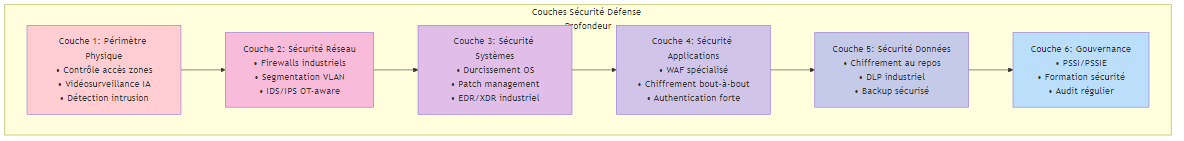 Couches Sécurité Défense
Profondeur
Couche 1: Périmètre
Physique
• Contrôle accès zones
• Vidéosurveillance IA
• Détection intrusion
Couche 2: Sécurité Réseau
• Firewalls industriels
• Segmentation VLAN
• IDS/IPS OT-aware
Couche 3: Sécurité
Systèmes
• Durcissement OS
• Patch management
• EDR/XDR industriel
Couche 4: Sécurité
Applications
• WAF spécialisé
• Chiffrement bout-à-bout
• Authentication forte
Couche 5: Sécurité Données
• Chiffrement au repos
• DLP industriel
• Backup sécurisé
Couche 6: Gouvernance
• PSSI/PSSIE
• Formation sécurité
• Audit régulier